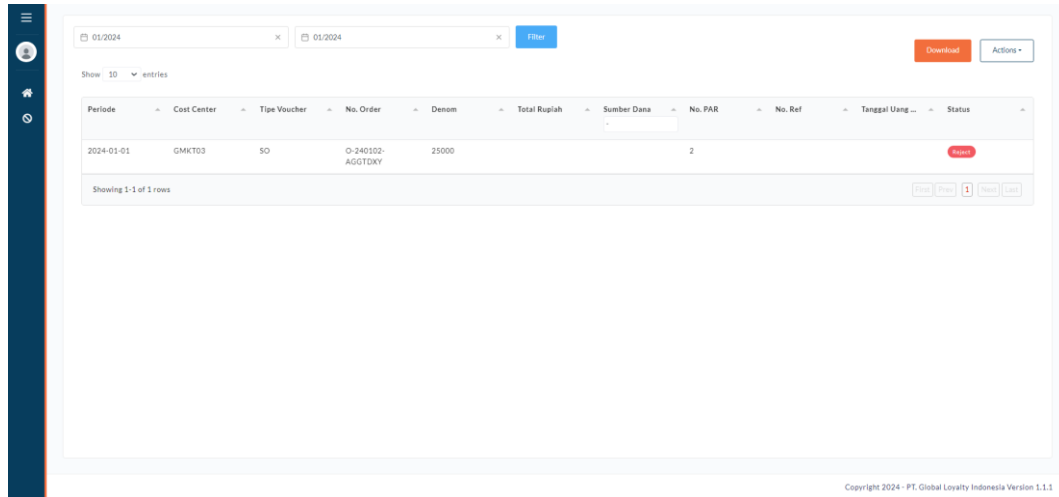 01/2024 × 01/2024 × Filter
Download Actions
Show 10 entries
Periode Cost Center Tipe Voucher No. Order Denom Total Rupiah Sumber Dana No. PAR No. Ref Tanggal Uang ... Status
-
2024-01-01 GMKT03 SO O-240102- 25000 2 Reject
AGGTDXY
Showing 1-1 of 1 rows First Prev 1 Next Last
Copyright 2024 - PT. Global Loyalty Indonesia Version 1.1.1